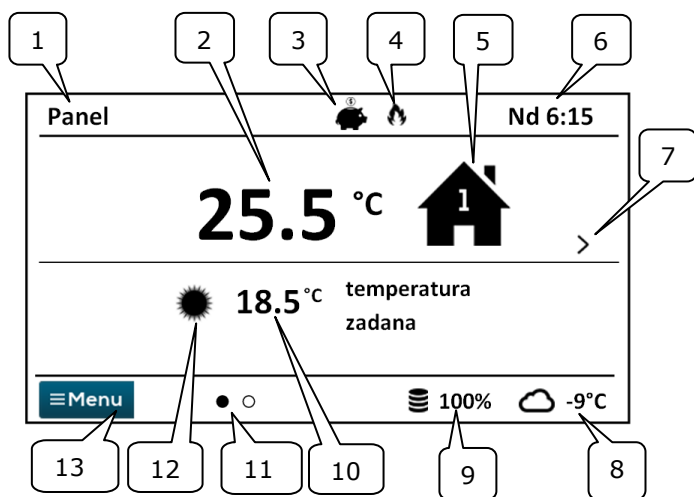 1 2 3 4 5 6
Panel Nd 6:15
7
25.5 °C 1 >
18.5 °C temperatura
zadana
≡Menu 100% -9°C
13 12 11 10 9 8